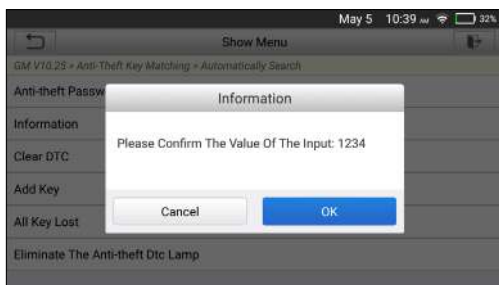 May 5 10:39 AM 32%
Show Menu
GM V10.25 > Anti-Theft Key Matching > Automatically Search
Anti-theft Passw
Information
Information
Please Confirm The Value Of The Input: 1234
Clear DTC
Add Key
Cancel OK
All Key Lost
Eliminate The Anti-theft Dtc Lamp